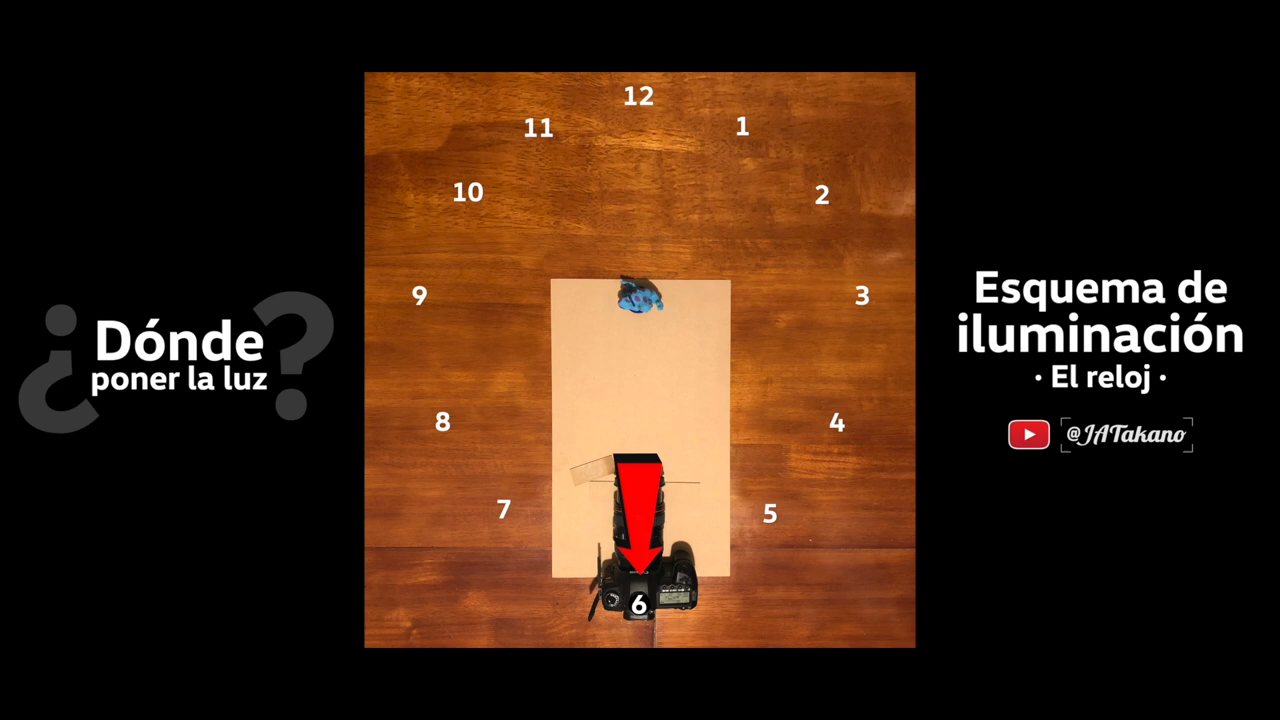 ¿Dónde?
poner la luz
12
11
1
10
2
9
3
8
4
7
5
6
Esquema de
iluminación
· El reloj ·
@JATakano